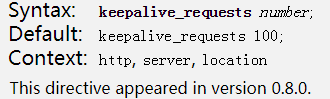 Syntax: keepalive_requests number;
Default: keepalive_requests 100;
Context: http, server, location
This directive appeared in version 0.8.0.